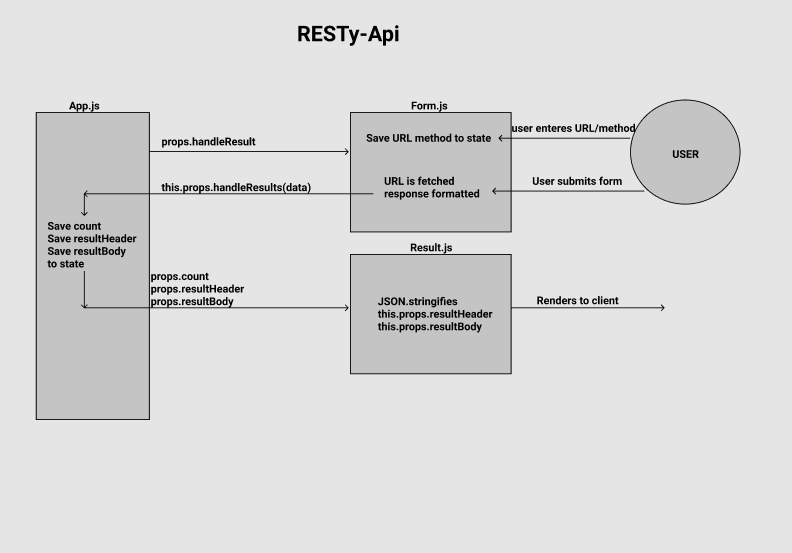 RESTy-Api
App.js
Form.js
user enteres URL/method
props.handleResult
Save URL method to state
USER
this.props.handleResults(data)
URL is fetched
response formatted
User submits form
Save count
Save resultHeader
Save resultBody
to state
Result.js
props.count
props.resultHeader
props.resultBody
JSON.stringifies
this.props.resultHeader
this.props.resultBody
Renders to client